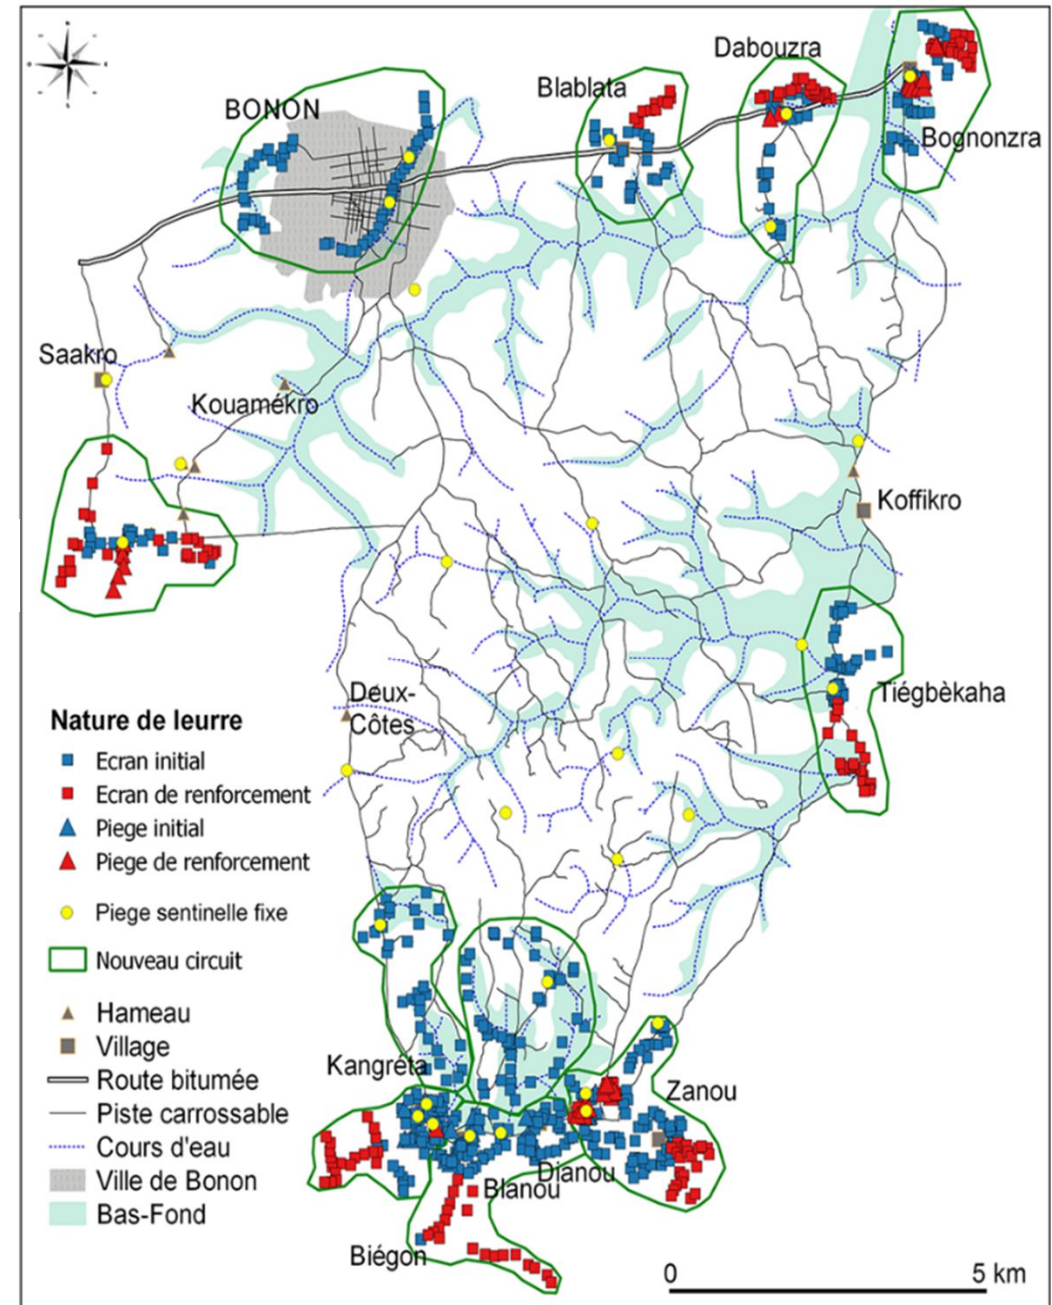 Dabouzra
Blablata
BONON
Bognonzra
Saakro
Kouamékro
Koffikro
Deux-
Côtes
Tiégbèkaha
Nature de leurre
Ecran initial
Ecran de renforcement
Piege initial
Piege de renforcement
Piege sentinelle fixe
Nouveau circuit
Hameau
Village
Route bitumée
Piste carrossable
Cours d'eau
Ville de Bonon
Bas-Fond
Kangréta
Zanou
Dianou
Blanou
Biégon
0 5 km